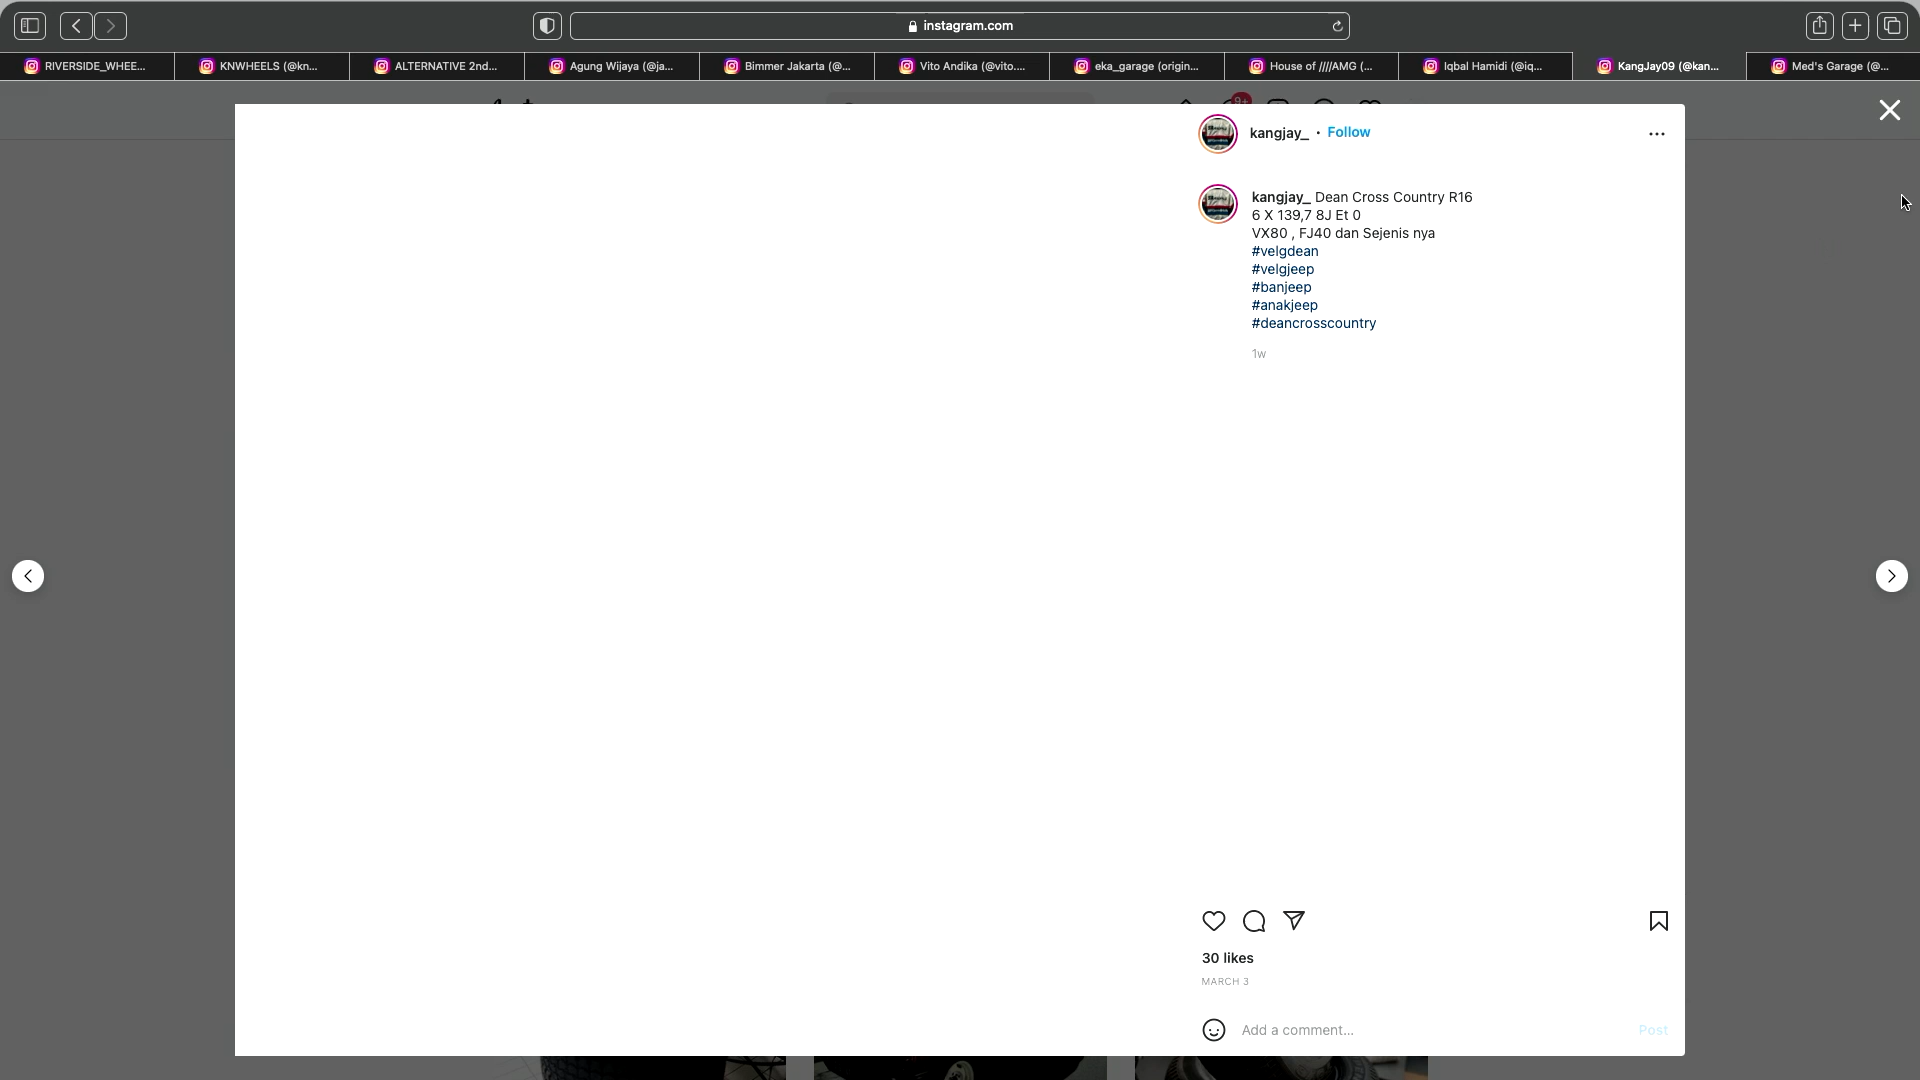 instagram.com
RIVERSIDE_WHEE...
KNWHEELS (@kn...
ALTERNATIVE 2nd...
Agung Wijaya (@ja...
Bimmer Jakarta (@...
Vito Andika (@vito....
eka_garage (origin...
House of ////AMG (...
Iqbal Hamidi (@iq...
KangJay09 (@kan...
Med's Garage (@...
9+
kangjay_ • Follow
kangjay_ Dean Cross Country R16
6 X 139,7 8J Et 0
VX80 , FJ40 dan Sejenis nya
#velgdean
#velgjeep
#banjeep
#anakjeep
#deancrosscountry
1w
30 likes
MARCH 3
Add a comment...
Post